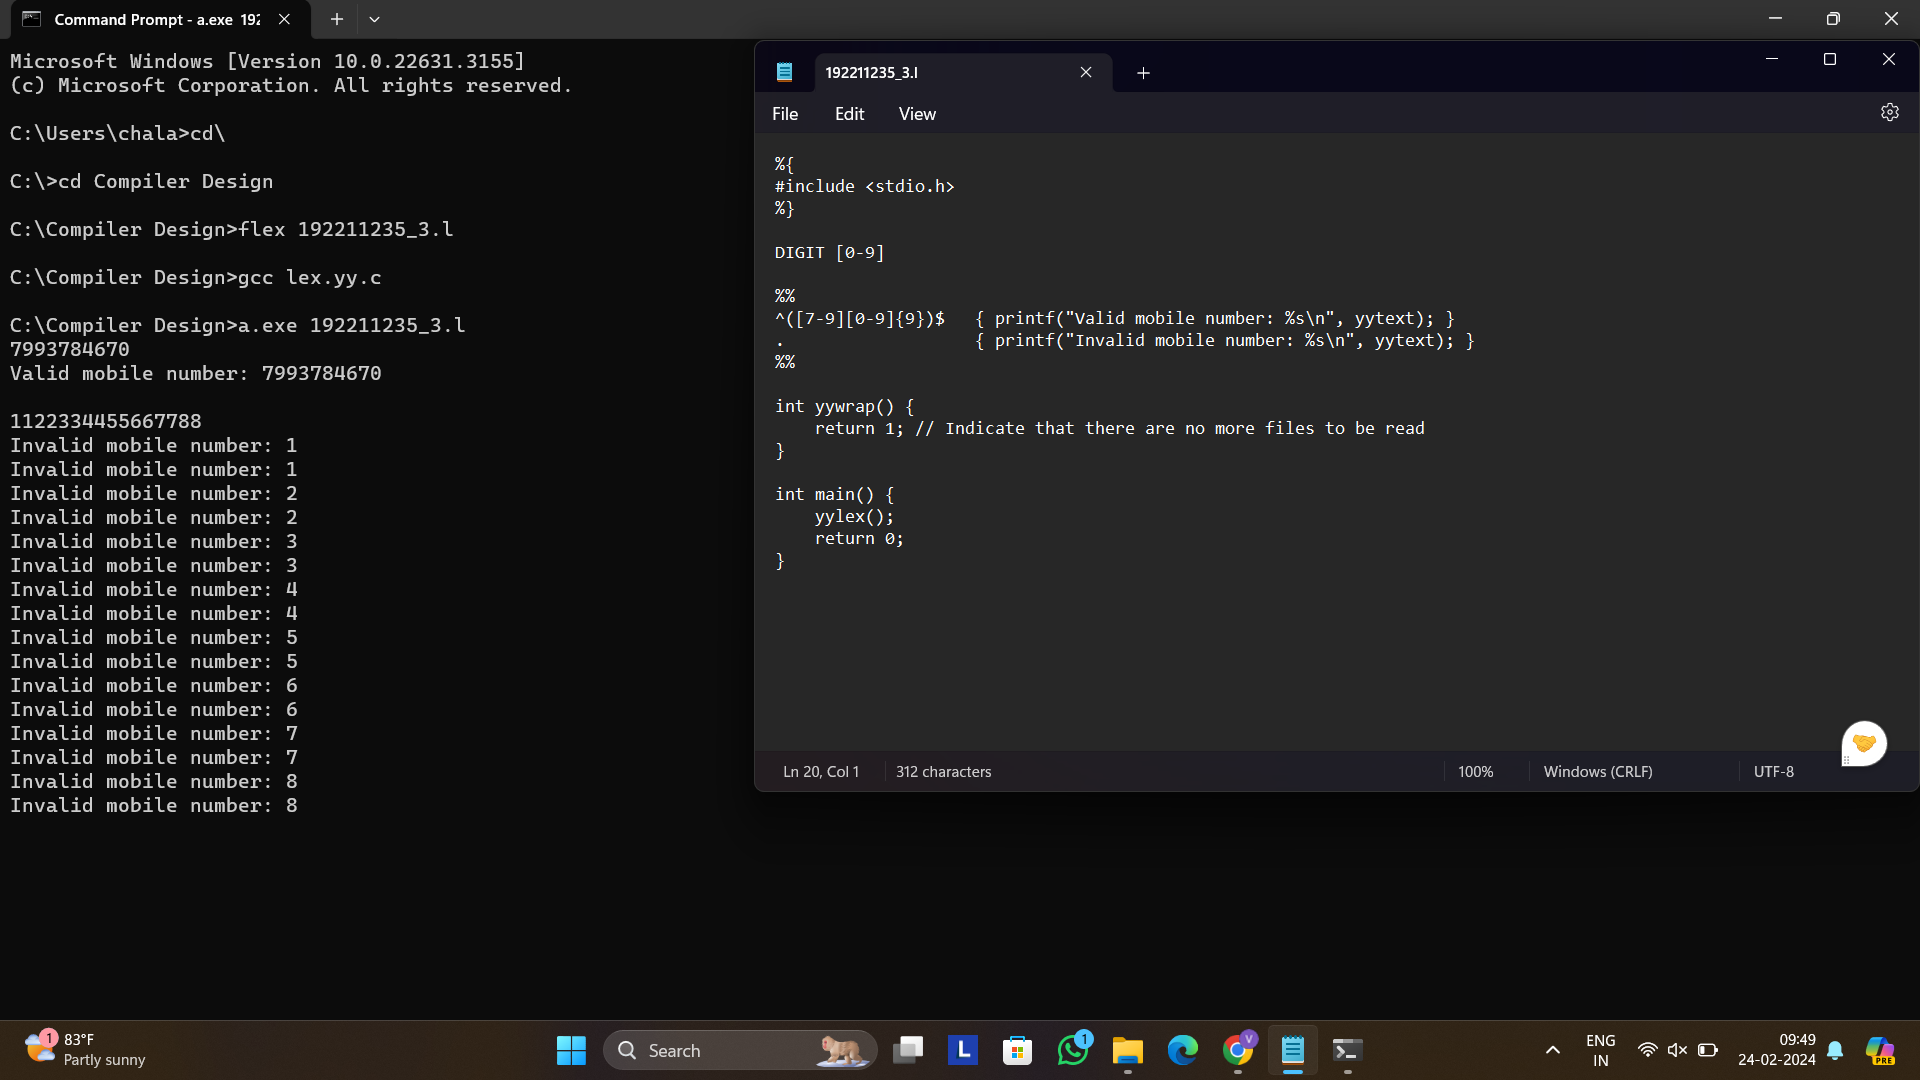 Command Prompt - a.exe 192
Microsoft Windows [Version 10.0.22631.3155]
(c) Microsoft Corporation. All rights reserved.
C:\Users\chala>cd\
C:\>cd Compiler Design
C:\Compiler Design>flex 192211235_3.l
C:\Compiler Design>gcc lex.yy.c
C:\Compiler Design>a.exe 192211235_3.l
7993784670
Valid mobile number: 7993784670
1122334455667788
Invalid mobile number: 1
Invalid mobile number: 1
Invalid mobile number: 2
Invalid mobile number: 2
Invalid mobile number: 3
Invalid mobile number: 3
Invalid mobile number: 4
Invalid mobile number: 4
Invalid mobile number: 5
Invalid mobile number: 5
Invalid mobile number: 6
Invalid mobile number: 6
Invalid mobile number: 7
Invalid mobile number: 7
Invalid mobile number: 8
Invalid mobile number: 8
192211235_3.l
File Edit View
%{
#include <stdio.h>
%}
DIGIT [0-9]
%%
^([7-9][0-9]{9})$   { printf("Valid mobile number: %s\n", yytext); }
.                   { printf("Invalid mobile number: %s\n", yytext); }
%%
int yywrap() {
    return 1; // Indicate that there are no more files to be read
}
int main() {
    yylex();
    return 0;
}
Ln 20, Col 1 312 characters 100% Windows (CRLF) UTF-8
1
83°F
Partly sunny
Search
L
1
V
ENG
IN
09:49
24-02-2024
PRE